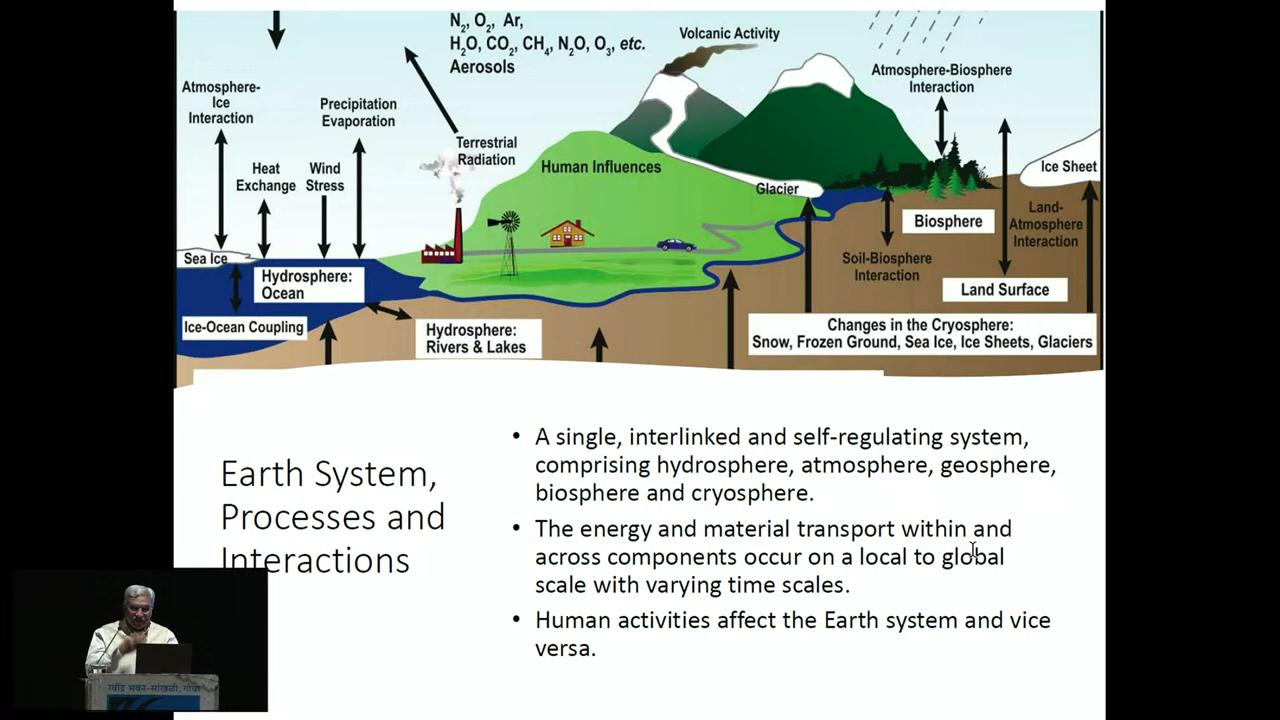 N₂, O₂, Ar,
H₂O, CO₂, CH₄, N₂O, O₃, etc.
Aerosols
Volcanic Activity
Atmosphere-
Ice
Interaction
Precipitation
Evaporation
Atmosphere-Biosphere
Interaction
Terrestrial
Radiation
Heat
Exchange
Wind
Stress
Human Influences
Glacier
Ice Sheet
Biosphere
Land-
Atmosphere
Interaction
Soil-Biosphere
Interaction
Land Surface
Sea Ice
Hydrosphere:
Ocean
Ice-Ocean Coupling
Hydrosphere:
Rivers & Lakes
Changes in the Cryosphere:
Snow, Frozen Ground, Sea Ice, Ice Sheets, Glaciers
Earth System,
Processes and
Interactions
• A single, interlinked and self-regulating system,
comprising hydrosphere, atmosphere, geosphere,
biosphere and cryosphere.
• The energy and material transport within and
across components occur on a local to global
scale with varying time scales.
• Human activities affect the Earth system and vice
versa.
रवींद्र भवन-सांखळी, गोवा